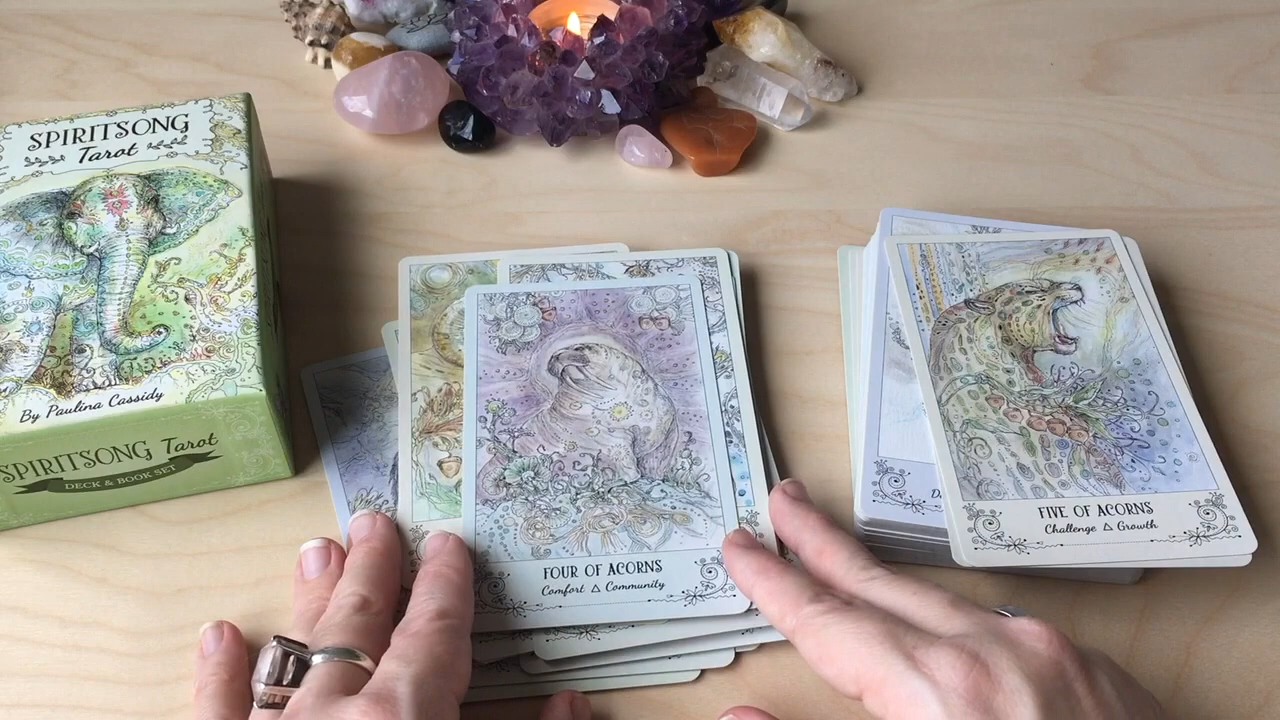 SPIRITSONG
Tarot
By Paulina Cassidy
SPIRITSONG Tarot
DECK & BOOK SET
FOUR OF ACORNS
Comfort △ Community
FIVE OF ACORNS
Challenge △ Growth